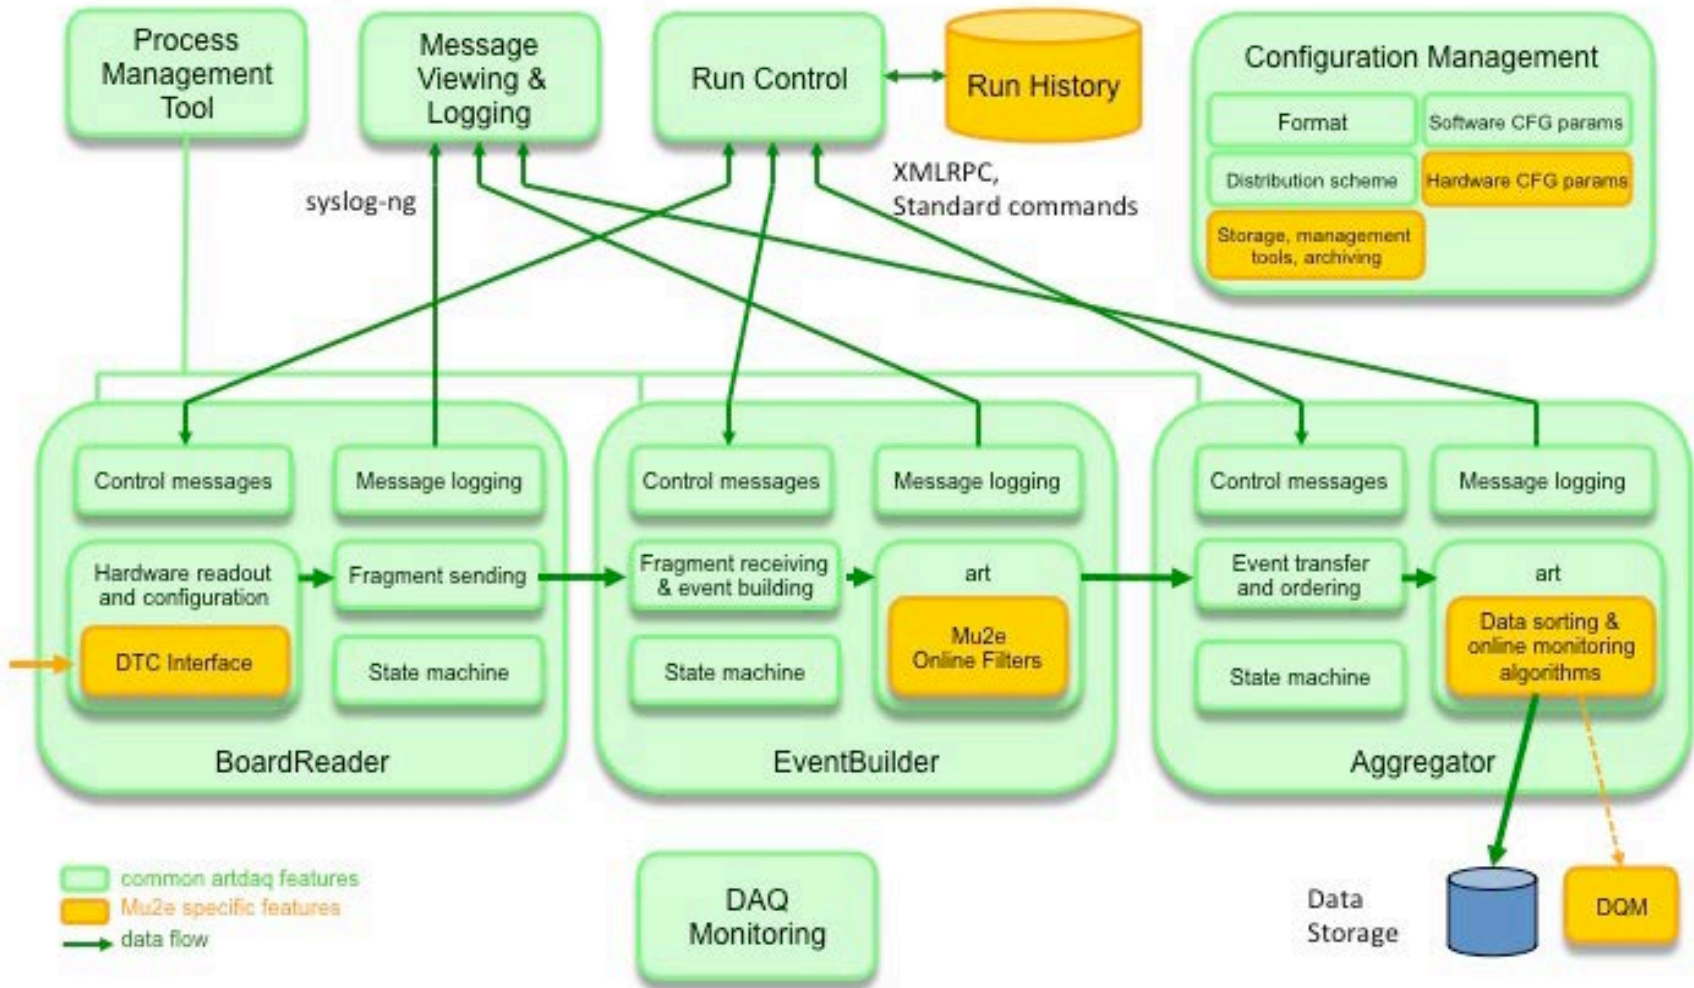 Process
Management
Tool
Message
Viewing &
Logging
Run Control
Run History
Configuration Management
Format
Software CFG params
Distribution scheme
Hardware CFG params
Storage, management
tools, archiving
syslog-ng
XMLRPC,
Standard commands
Control messages
Message logging
Hardware readout
and configuration
Fragment sending
DTC Interface
State machine
BoardReader
Control messages
Message logging
Fragment receiving
& event building
art
Mu2e
Online Filters
State machine
EventBuilder
Control messages
Message logging
Event transfer
and ordering
art
Data sorting &
online monitoring
algorithms
State machine
Aggregator
common artdaq features
Mu2e specific features
data flow
DAQ
Monitoring
Data
Storage
DQM